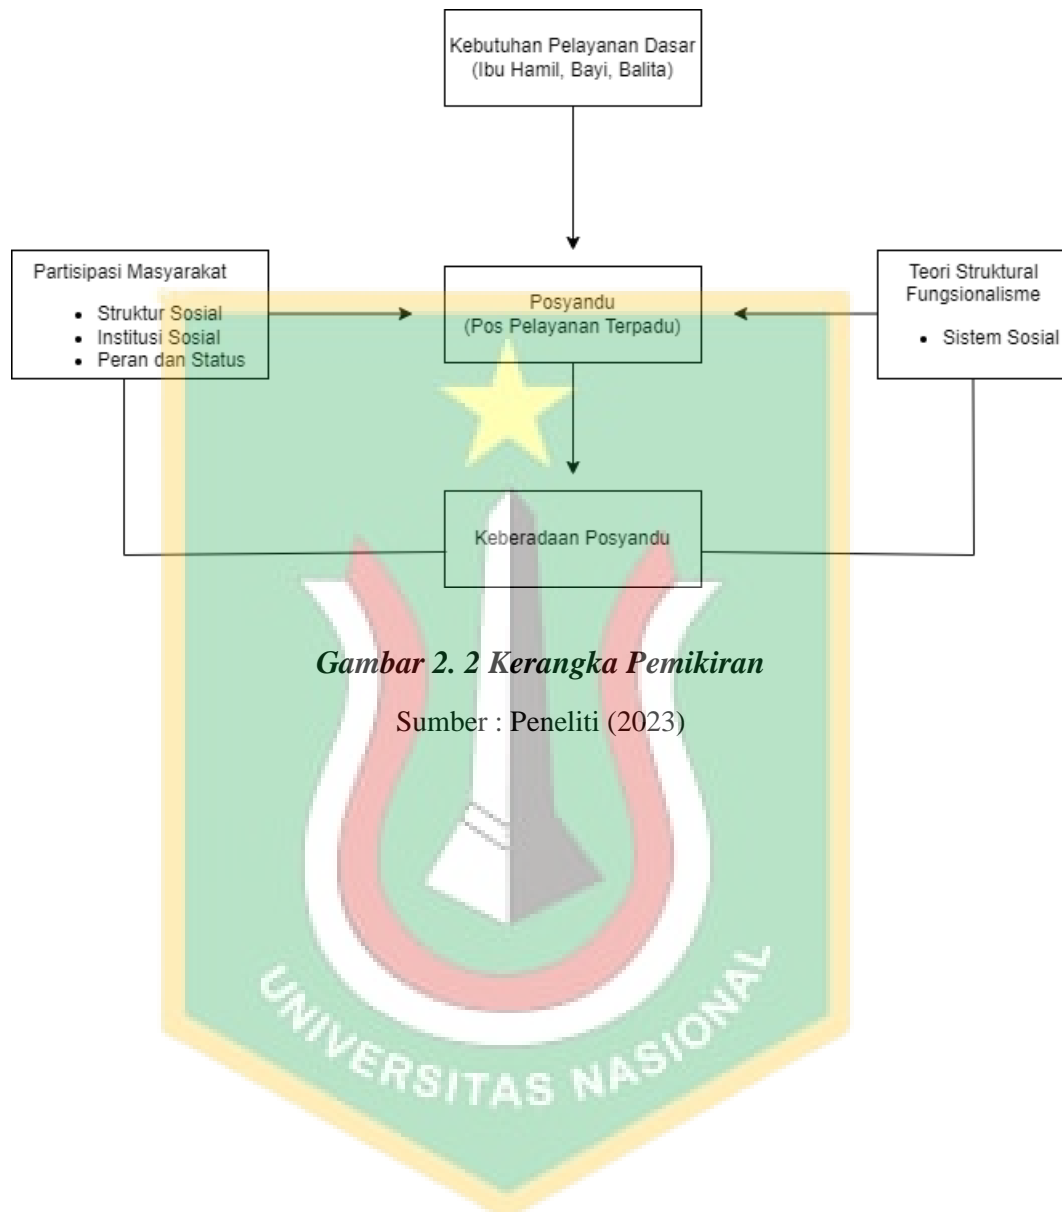 Kebutuhan Pelayanan Dasar
(Ibu Hamil, Bayi, Balita)
Partisipasi Masyarakat
• Struktur Sosial
• Institusi Sosial
• Peran dan Status
Posyandu
(Pos Pelayanan Terpadu)
Teori Struktural
Fungsionalisme
• Sistem Sosial
Keberadaan Posyandu
Gambar 2. 2 Kerangka Pemikiran
Sumber : Peneliti (2023)
UNIVERSITAS NASIONAL